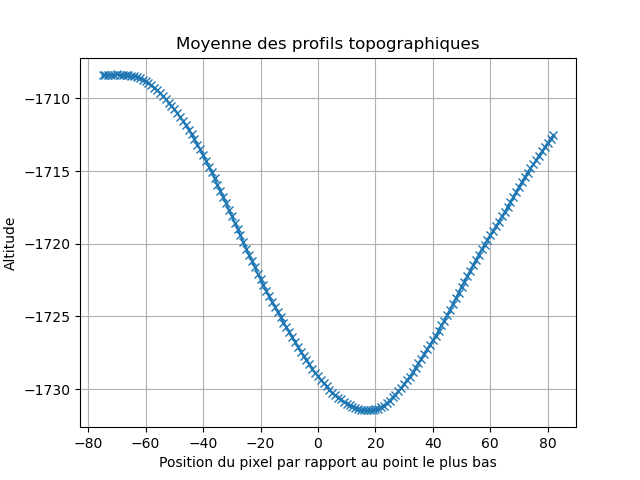 Moyenne des profils topographiques
−1710
−1715
−1720
−1725
−1730
Altitude
−80 −60 −40 −20 0 20 40 60 80
Position du pixel par rapport au point le plus bas